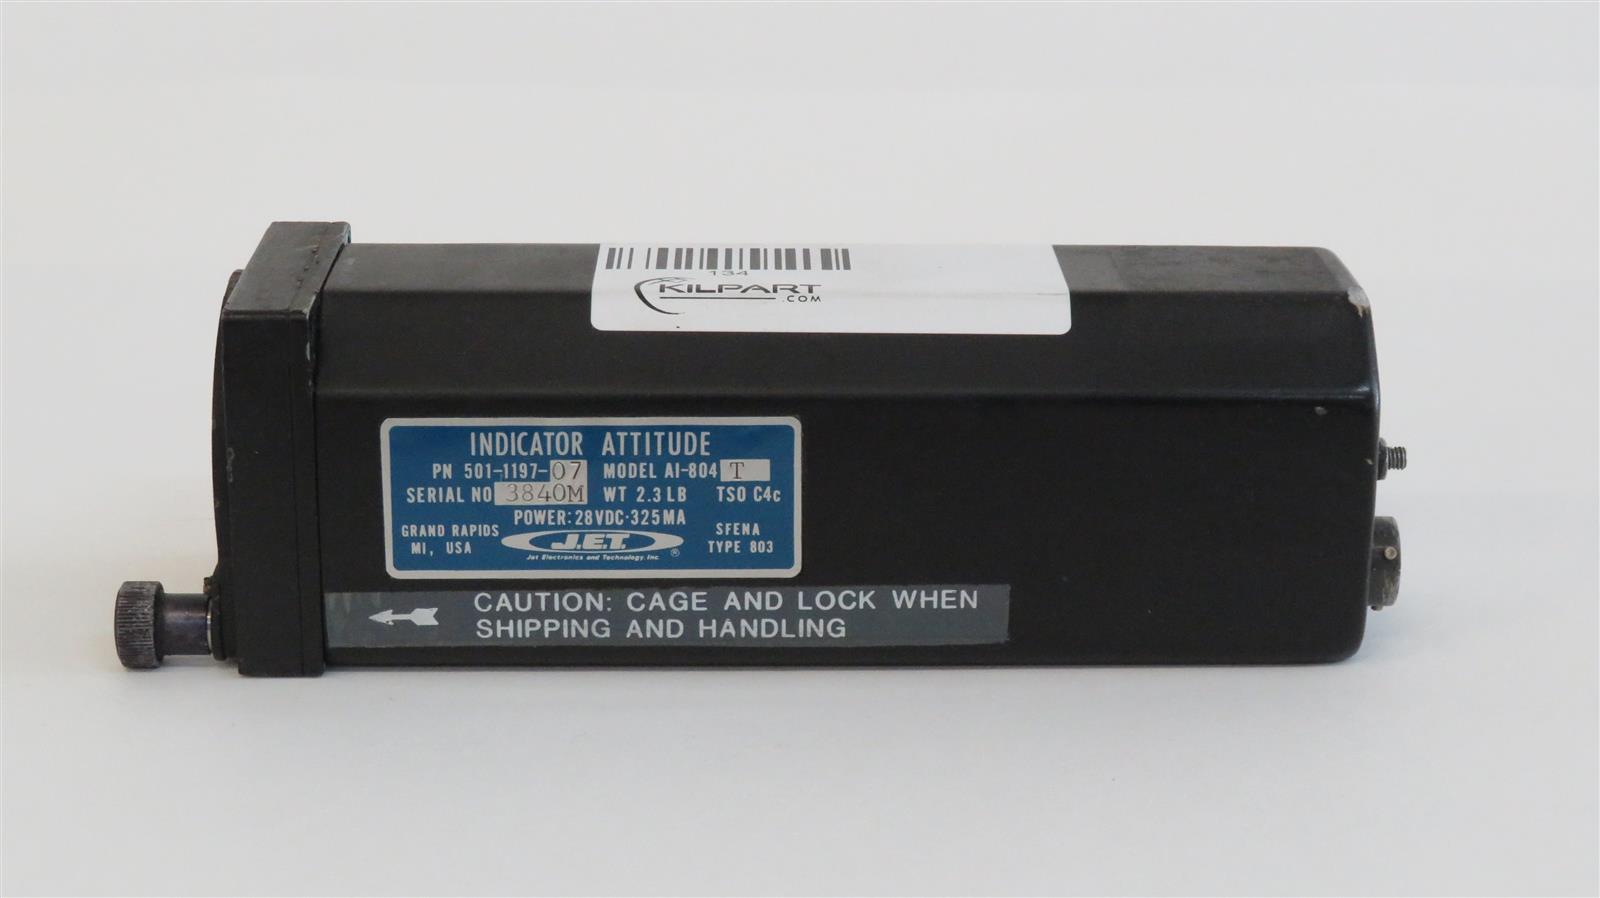 134
KILPART
.COM
INDICATOR ATTITUDE
PN 501-1197-07 MODEL AI-804 T
SERIAL NO 3840M WT 2.3 LB TSO C4c
POWER: 28VDC·325MA
GRAND RAPIDS
MI, USA
J.E.T.
®
Jet Electronics and Technology, Inc.
SFENA
TYPE 803
CAUTION: CAGE AND LOCK WHEN
SHIPPING AND HANDLING